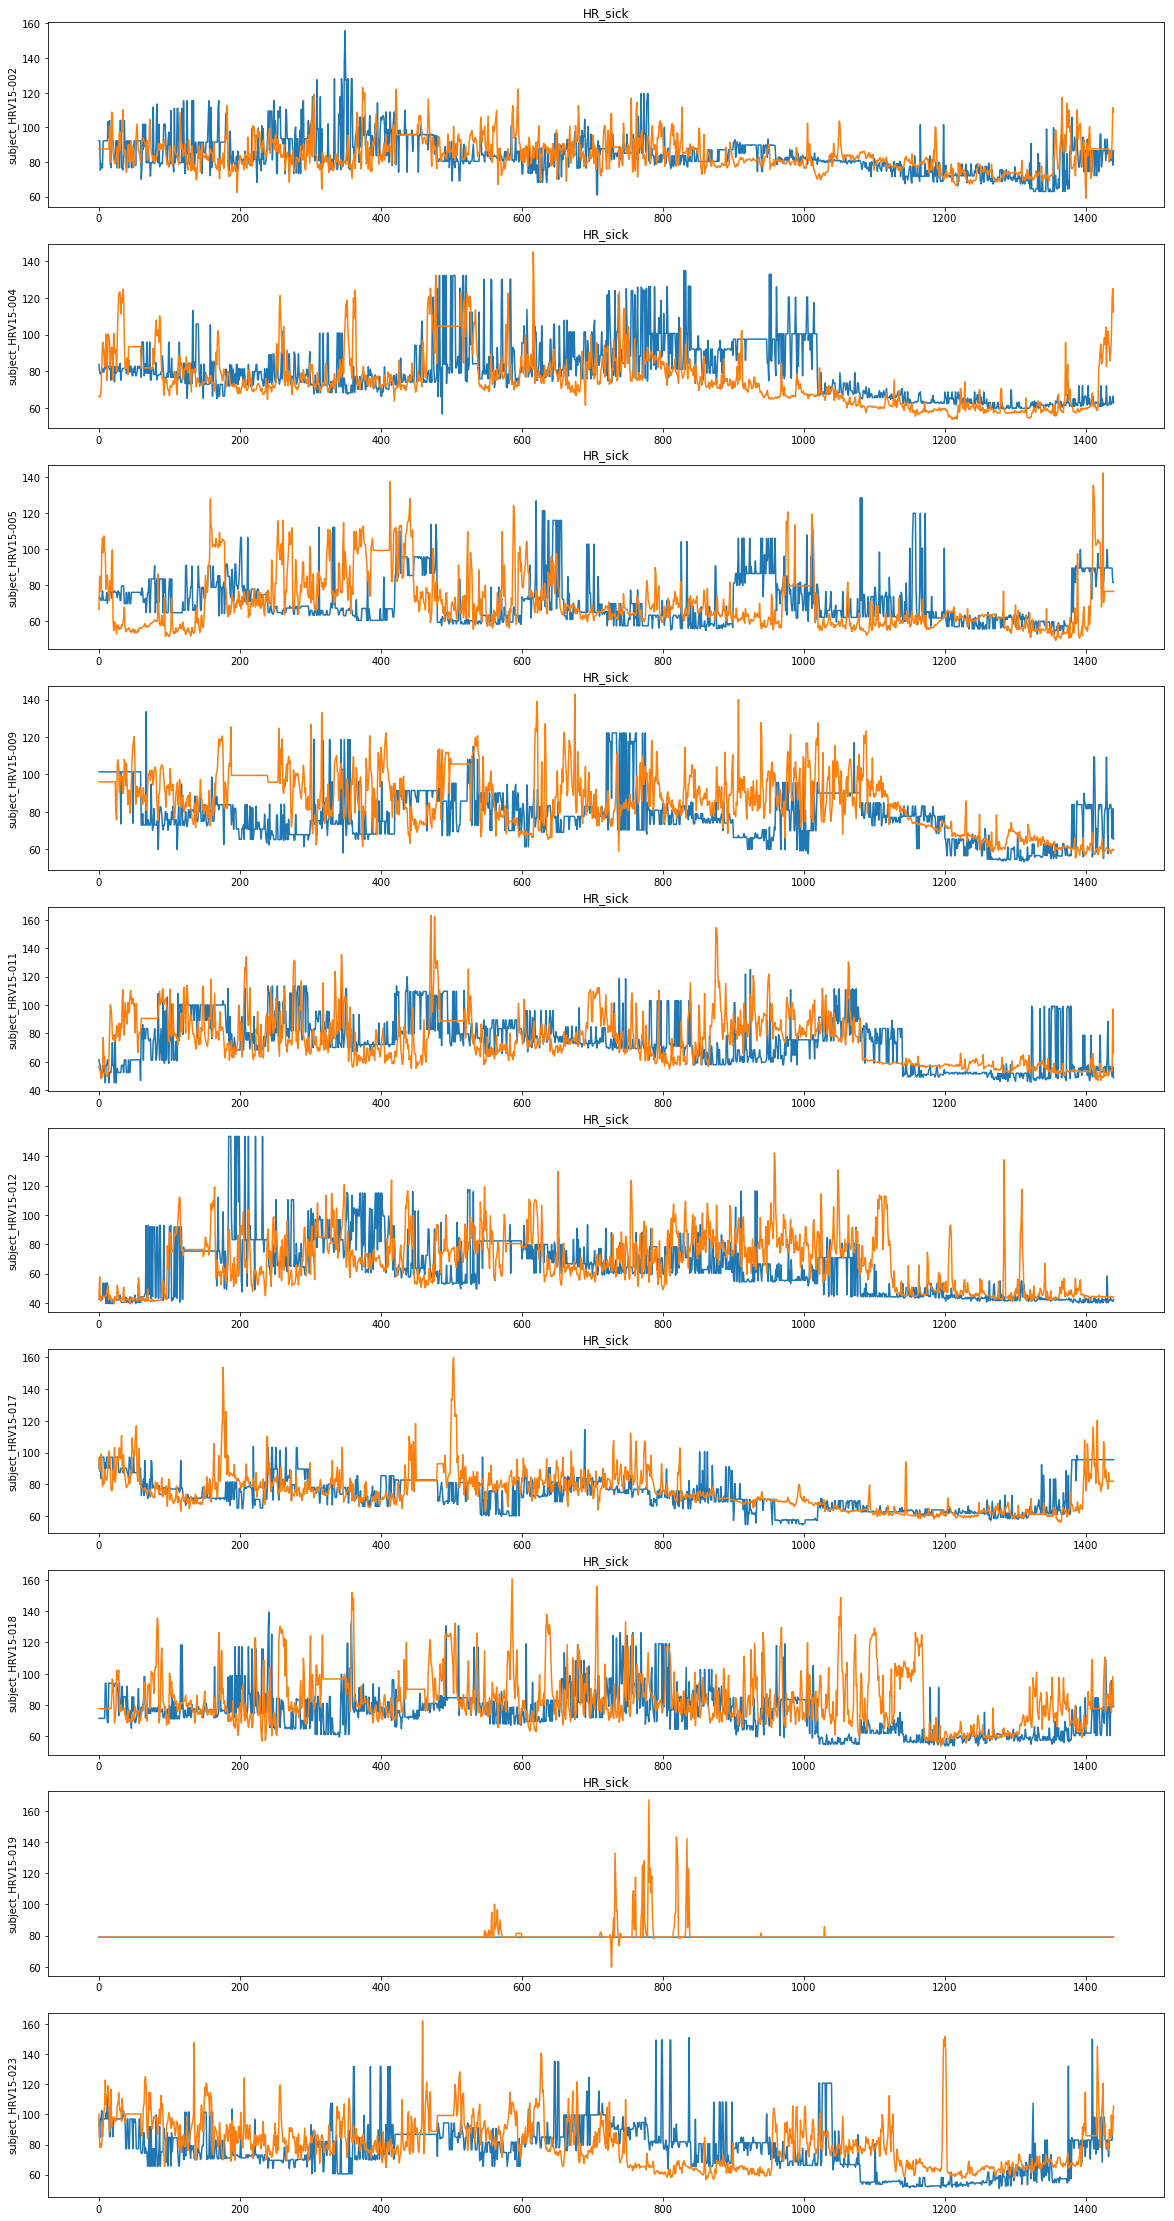 HR_sick
160
140
120
100
80
60
subject_HRV15-002
0 200 400 600 800 1000 1200 1400
HR_sick
140
120
100
80
60
subject_HRV15-004
0 200 400 600 800 1000 1200 1400
HR_sick
140
120
100
80
60
subject_HRV15-005
0 200 400 600 800 1000 1200 1400
HR_sick
140
120
100
80
60
subject_HRV15-009
0 200 400 600 800 1000 1200 1400
HR_sick
160
140
120
100
80
60
40
subject_HRV15-011
0 200 400 600 800 1000 1200 1400
HR_sick
140
120
100
80
60
40
subject_HRV15-012
0 200 400 600 800 1000 1200 1400
HR_sick
160
140
120
100
80
60
subject_HRV15-017
0 200 400 600 800 1000 1200 1400
HR_sick
160
140
120
100
80
60
subject_HRV15-018
0 200 400 600 800 1000 1200 1400
HR_sick
160
140
120
100
80
60
subject_HRV15-019
0 200 400 600 800 1000 1200 1400
160
140
120
100
80
60
subject_HRV15-023
0 200 400 600 800 1000 1200 1400